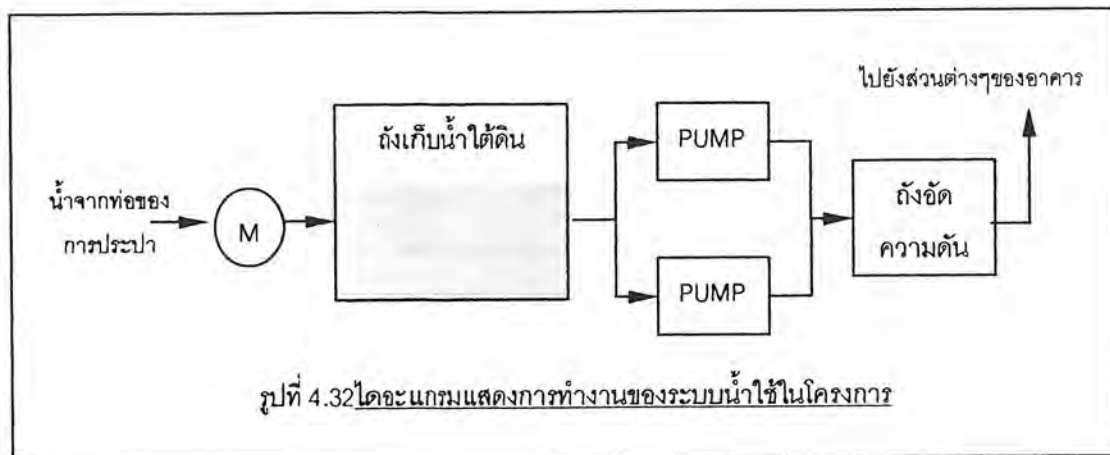 ไปยังส่วนต่างๆของอาคาร
ถังเก็บน้ำใต้ดิน
PUMP
น้ำจากท่อของ
การประปา
M
ถังอัด
ความดัน
PUMP
รูปที่ 4.32ไดอะแกรมแสดงการทำงานของระบบน้ำใช้ในโครงการ